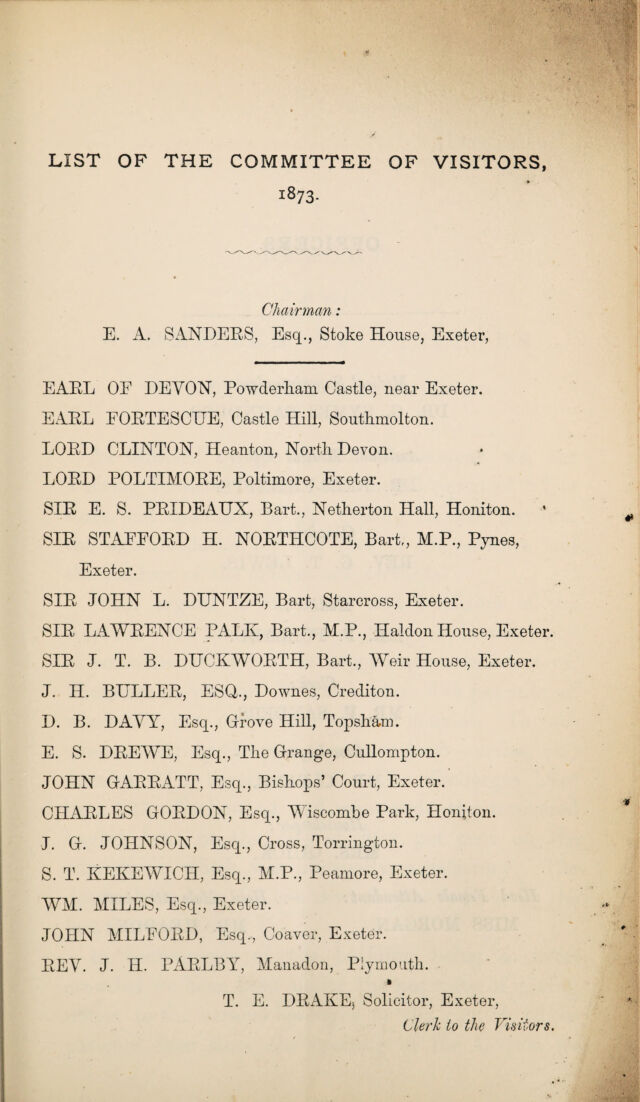 LIST OF THE COMMITTEE OF VISITORS,
1873.
Chairman:
E. A. SANDERS, Esq., Stoke House, Exeter,
EARL OF DEVON, Powderham Castle, near Exeter.
EARL FORTESCUE, Castle Hill, Southmolton.
LORD CLINTON, Heanton, North Devon.
LORD POLTIMORE, Poltimore, Exeter.
SIR E. S. PRIDEAUX, Bart., Netherton Hall, Honiton.
SIR STAFFORD H. NORTHCOTE, Bart., M.P., Pynes,
Exeter.
SIR JOHN L. DUNTZE, Bart, Starcross, Exeter.
SIR LAWRENCE PALK, Bart., M.P., Haldon House, Exeter.
SIR J. T. B. DUCKWORTH, Bart., Weir House, Exeter.
J. H. BULLER, ESQ., Downes, Crediton.
D. B. DAVY, Esq., Grove Hill, Topsham.
E. S. DREWE, Esq., The Grange, Cullompton.
JOHN GARRATT, Esq., Bishops' Court, Exeter.
CHARLES GORDON, Esq., Wiscombe Park, Honiton.
J. G. JOHNSON, Esq., Cross, Torrington.
S. T. KEKEWICH, Esq., M.P., Peamore, Exeter.
WM. MILES, Esq., Exeter.
JOHN MILFORD, Esq., Coaver, Exeter.
REV. J. H. PARLBY, Manadon, Plymouth.
T. E. DRAKE, Solicitor, Exeter,
Clerk to the Visitors.